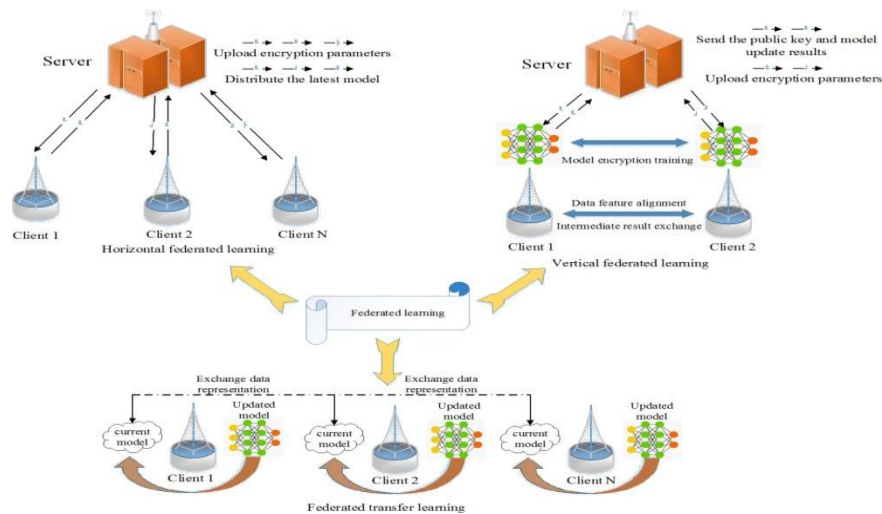 Server
Upload encryption parameters
Distribute the latest model
Client 1
Client 2
Client N
Horizontal federated learning
Server
Send the public key and model
update results
Upload encryption parameters
Model encryption training
Data feature alignment
Intermediate result exchange
Client 1
Client 2
Vertical federated learning
Federated learning
Exchange data
representation
Exchange data
representation
current
model
Updated
model
Client 1
current
model
Updated
model
Client 2
current
model
Updated
model
Client N
Federated transfer learning